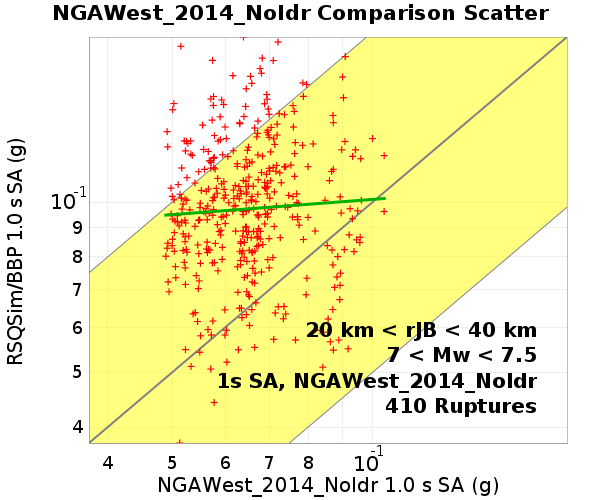 NGAWest_2014_NoIdr Comparison Scatter
RSQSim/BBP 1.0 s SA (g)
10-1
9
8
7
6
5
4
20 km < rJB < 40 km
7 < Mw < 7.5
1s SA, NGAWest_2014_NoIdr
410 Ruptures
4 5 6 7 8 10-1
NGAWest_2014_NoIdr 1.0 s SA (g)